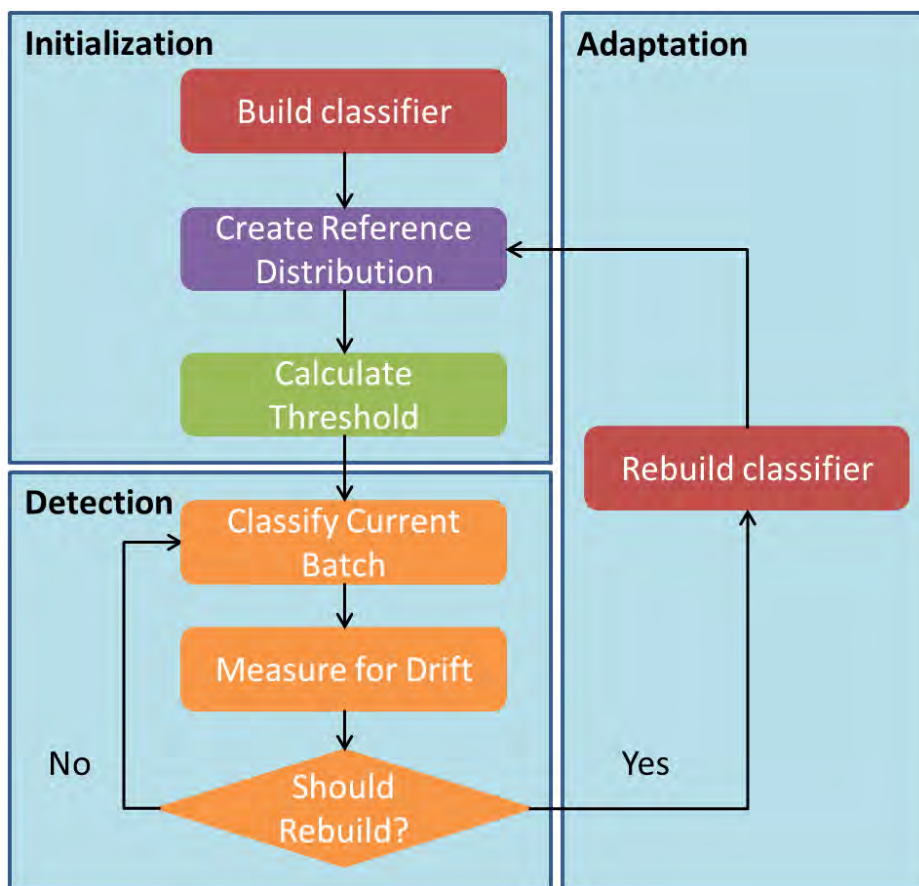 Initialization
Build classifier
Create Reference
Distribution
Calculate
Threshold
Detection
Classify Current
Batch
Measure for Drift
No
Should
Rebuild?
Adaptation
Rebuild classifier
Yes